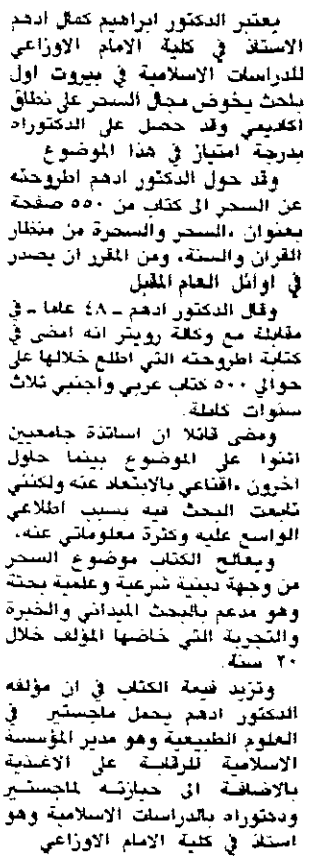 يعتبر الدكتور ابراهيم كمال ادهم
الاستاذ في كلية الامام الاوزاعي
للدراسات الاسلامية في بيروت اول
باحث يخوض مجال السحر على نطاق
اكاديمي وقد حصل على الدكتوراه
بدرجة امتياز في هذا الموضوع
وقد حول الدكتور ادهم اطروحته
عن السحر الى كتاب من ٥٥٠ صفحة
بعنوان ،السحر والسحرة من منظار
القران والسنة، ومن المقرر ان يصدر
في اوائل العام المقبل
وقال الدكتور ادهم ـ ٤٨ عاما ـ في
مقابلة مع وكالة رويتر انه امضى في
كتابة اطروحته التي اطلع خلالها على
حوالي ٥٠٠ كتاب عربي واجنبي ثلاث
سنوات كاملة.
ومضى قائلا ان اساتذة جامعيين
اثنوا على الموضوع بينما حاول
اخرون ،اقناعي بالابتعاد عنه ولكنني
تابعت البحث فيه بسبب اطلاعي
الواسع عليه وكثرة معلوماتي عنه،
ويعالج الكتاب موضوع السحر
من وجهة دينية شرعية وعلمية بحتة
وهو مدعم بالبحث الميداني والخبرة
والتجربة التي خاضها المؤلف خلال
٢٠ سنة.
وتزيد قيمة الكتاب في ان مؤلفه
الدكتور ادهم يحمل ماجستير في
العلوم الطبيعية وهو مدير المؤسسة
الاسلامية للرقابة على الاغذية
بالاضافة الى حيازته لماجستير
ودكتوراه بالدراسات الاسلامية وهو
استاذ في كلية الامام الاوزاعي